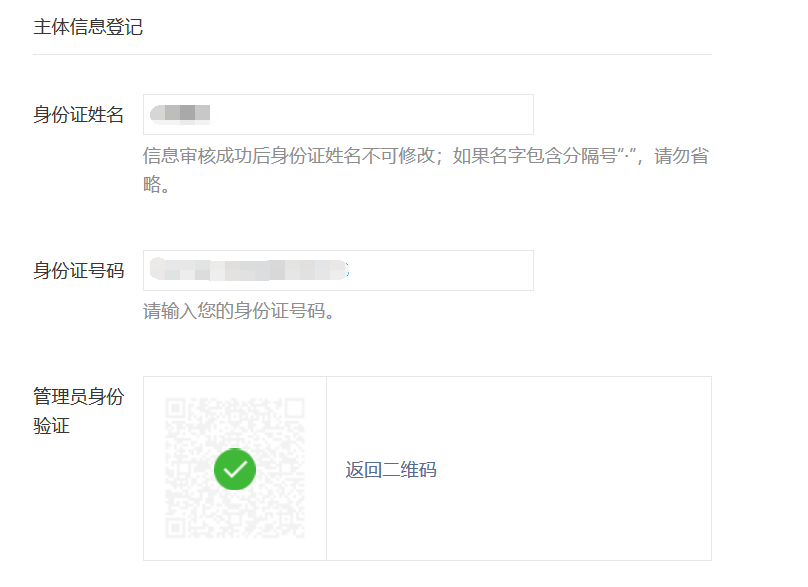 主体信息登记
身份证姓名
信息审核成功后身份证姓名不可修改；如果名字包含分隔号“·”，请勿省
略。
身份证号码
请输入您的身份证号码。
管理员身份
验证
返回二维码